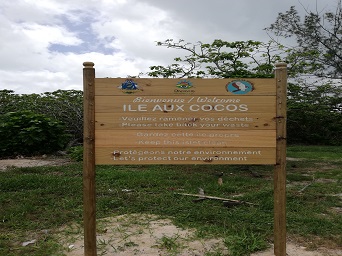 Bienvenue / Welcome
ILE AUX COCOS
Veuillez ramener vos déchets
Please take back your waste
Gardez cette île propre
Keep this island clean
Protégeons notre environnement
Let's protect our environment